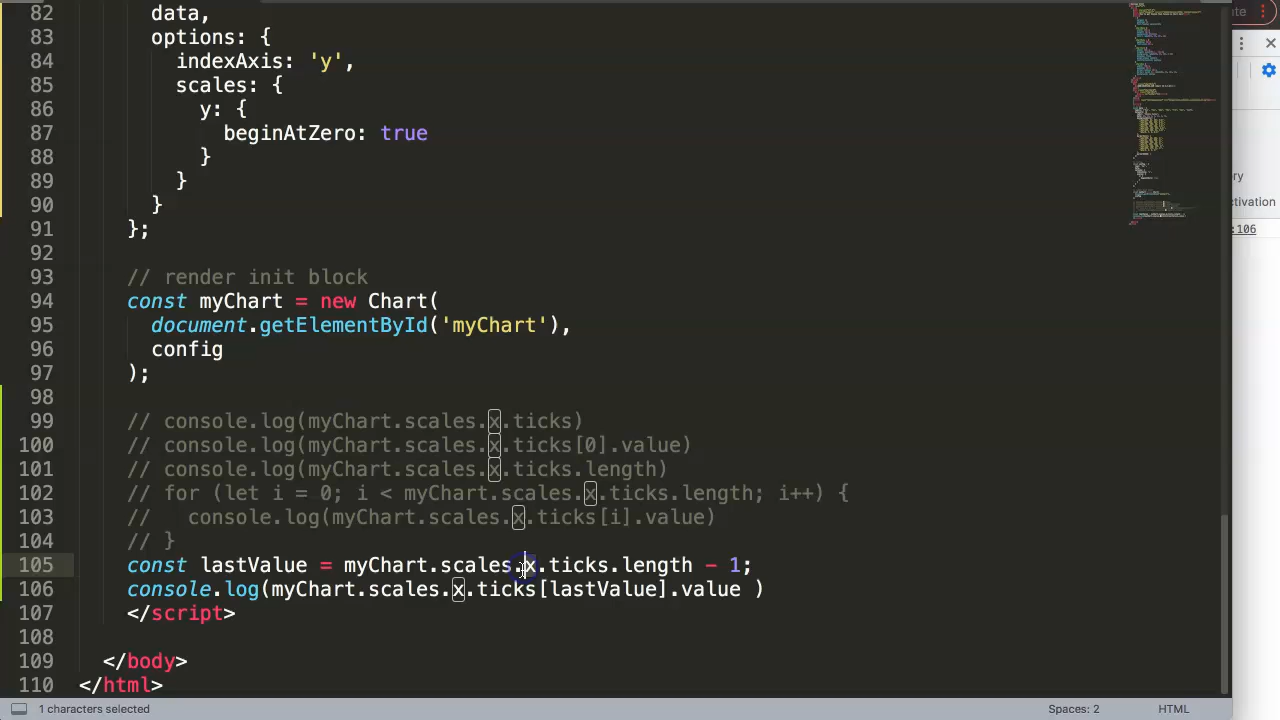 82 data,
83 options: {
84 indexAxis: 'y',
85 scales: {
86 y: {
87 beginAtZero: true
88 }
89 }
90 }
91 };
92
93 // render init block
94 const myChart = new Chart(
95 document.getElementById('myChart'),
96 config
97 );
98
99 // console.log(myChart.scales.x.ticks)
100 // console.log(myChart.scales.x.ticks[0].value)
101 // console.log(myChart.scales.x.ticks.length)
102 // for (let i = 0; i < myChart.scales.x.ticks.length; i++) {
103 // console.log(myChart.scales.x.ticks[i].value)
104 // }
105 const lastValue = myChart.scales.x.ticks.length - 1;
106 console.log(myChart.scales.x.ticks[lastValue].value )
107 </script>
108
109 </body>
110 </html>
ute
ry
tivation
:106
1 characters selected
Spaces: 2
HTML